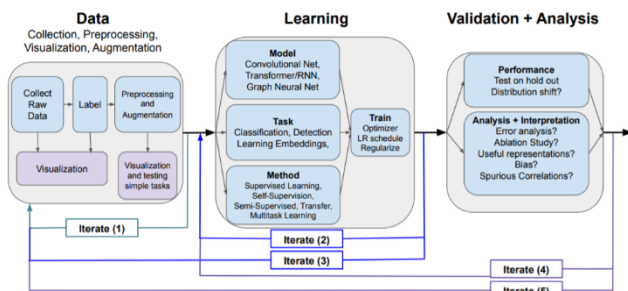 Data
Collection, Preprocessing,
Visualization, Augmentation
Collect
Raw
Data
Label
Preprocessing
and
Augmentation
Visualization
Visualization
and testing
simple tasks
Learning
Model
Convolutional Net,
Transformer/RNN,
Graph Neural Net
Task
Classification, Detection
Learning Embeddings,
Method
Supervised Learning,
Self-Supervision,
Semi-Supervised, Transfer,
Multitask Learning
Train
Optimizer
LR schedule
Regularize
Validation + Analysis
Performance
Test on hold out
Distribution shift?
Analysis + Interpretation
Error analysis?
Ablation Study?
Useful representations?
Bias?
Spurious Correlations?
Iterate (1)
Iterate (2)
Iterate (3)
Iterate (4)
Iterate (5)